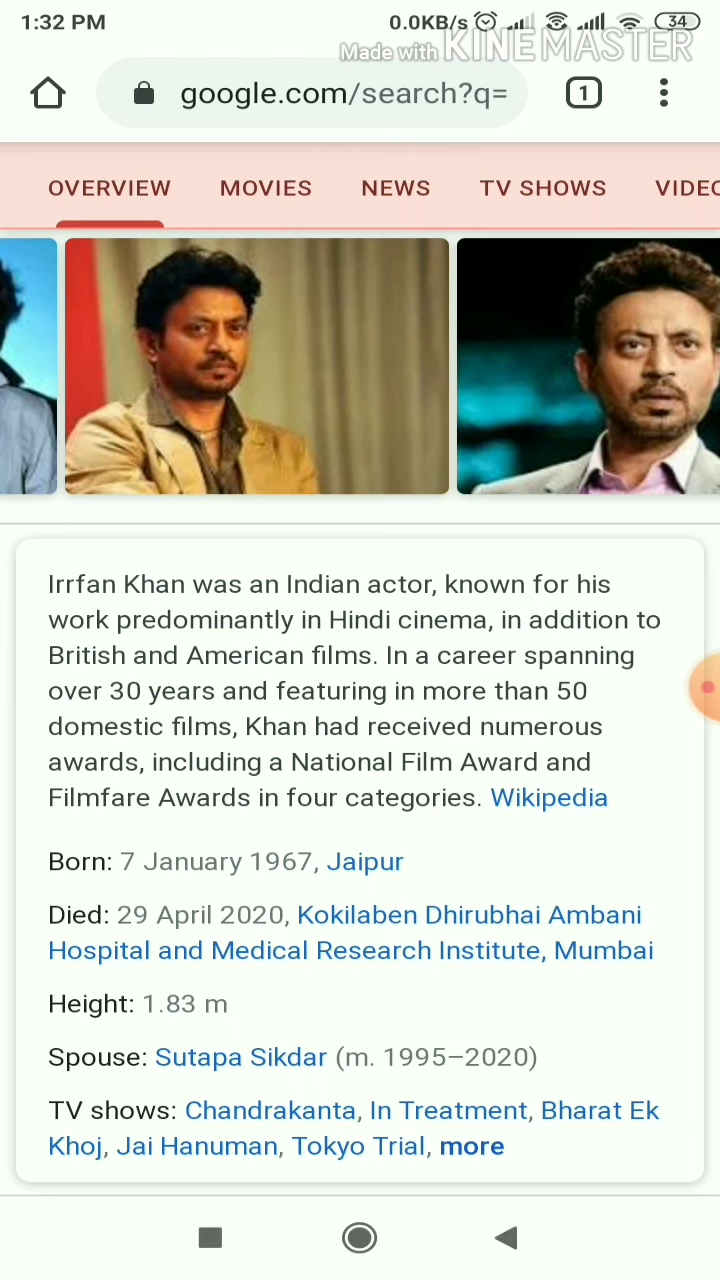 1:32 PM
0.0KB/s
34
Made with KINEMASTER
google.com/search?q=
1
OVERVIEW MOVIES NEWS TV SHOWS VIDEO
Irrfan Khan was an Indian actor, known for his
work predominantly in Hindi cinema, in addition to
British and American films. In a career spanning
over 30 years and featuring in more than 50
domestic films, Khan had received numerous
awards, including a National Film Award and
Filmfare Awards in four categories. Wikipedia
Born: 7 January 1967, Jaipur
Died: 29 April 2020, Kokilaben Dhirubhai Ambani
Hospital and Medical Research Institute, Mumbai
Height: 1.83 m
Spouse: Sutapa Sikdar (m. 1995–2020)
TV shows: Chandrakanta, In Treatment, Bharat Ek
Khoj, Jai Hanuman, Tokyo Trial, more